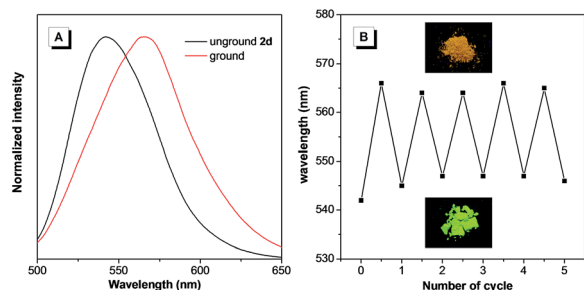 A
unground 2d
ground
Normalized intensity
500
550
600
650
Wavelength (nm)
B
580
570
560
550
540
530
wavelength (nm)
0
1
2
3
4
5
Number of cycle